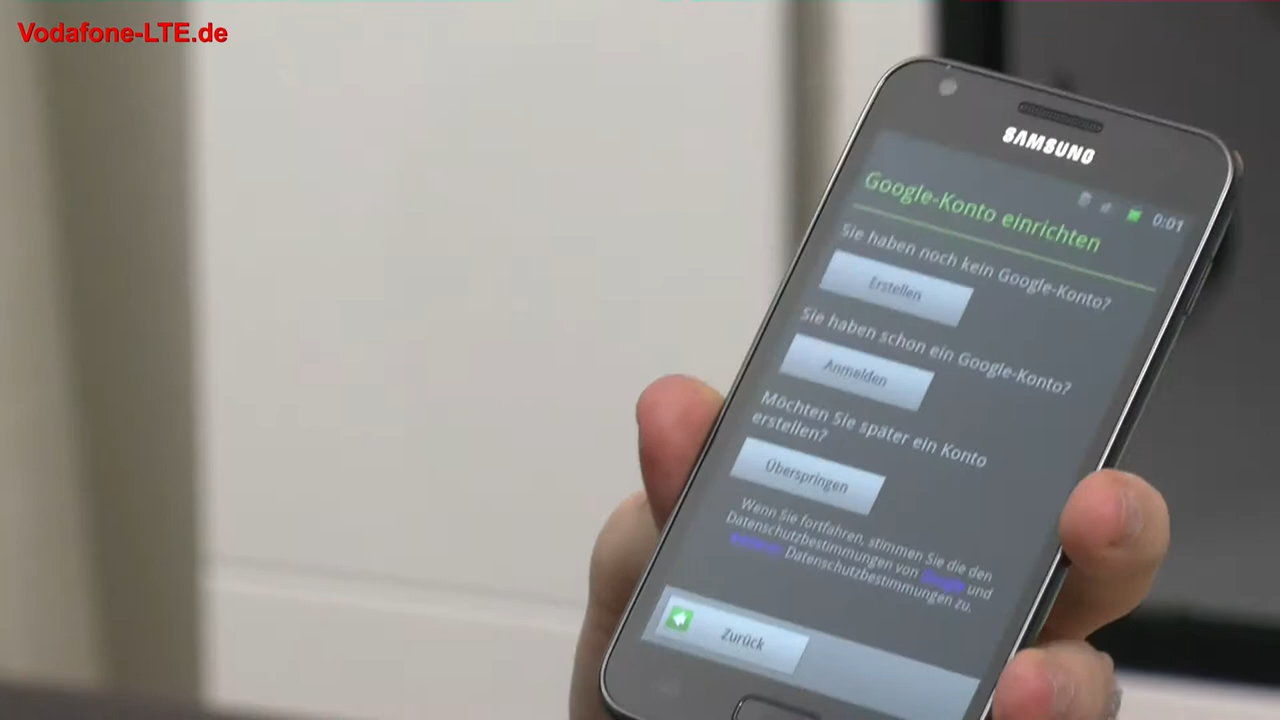 Vodafone-LTE.de
SAMSUNG
0:01
Google-Konto einrichten
Sie haben noch kein Google-Konto?
Erstellen
Sie haben schon ein Google-Konto?
Anmelden
Möchten Sie später ein Konto
erstellen?
Überspringen
Wenn Sie fortfahren, stimmen Sie die den
Datenschutzbestimmungen von Google und
Datenschutzbestimmungen zu.
Zurück